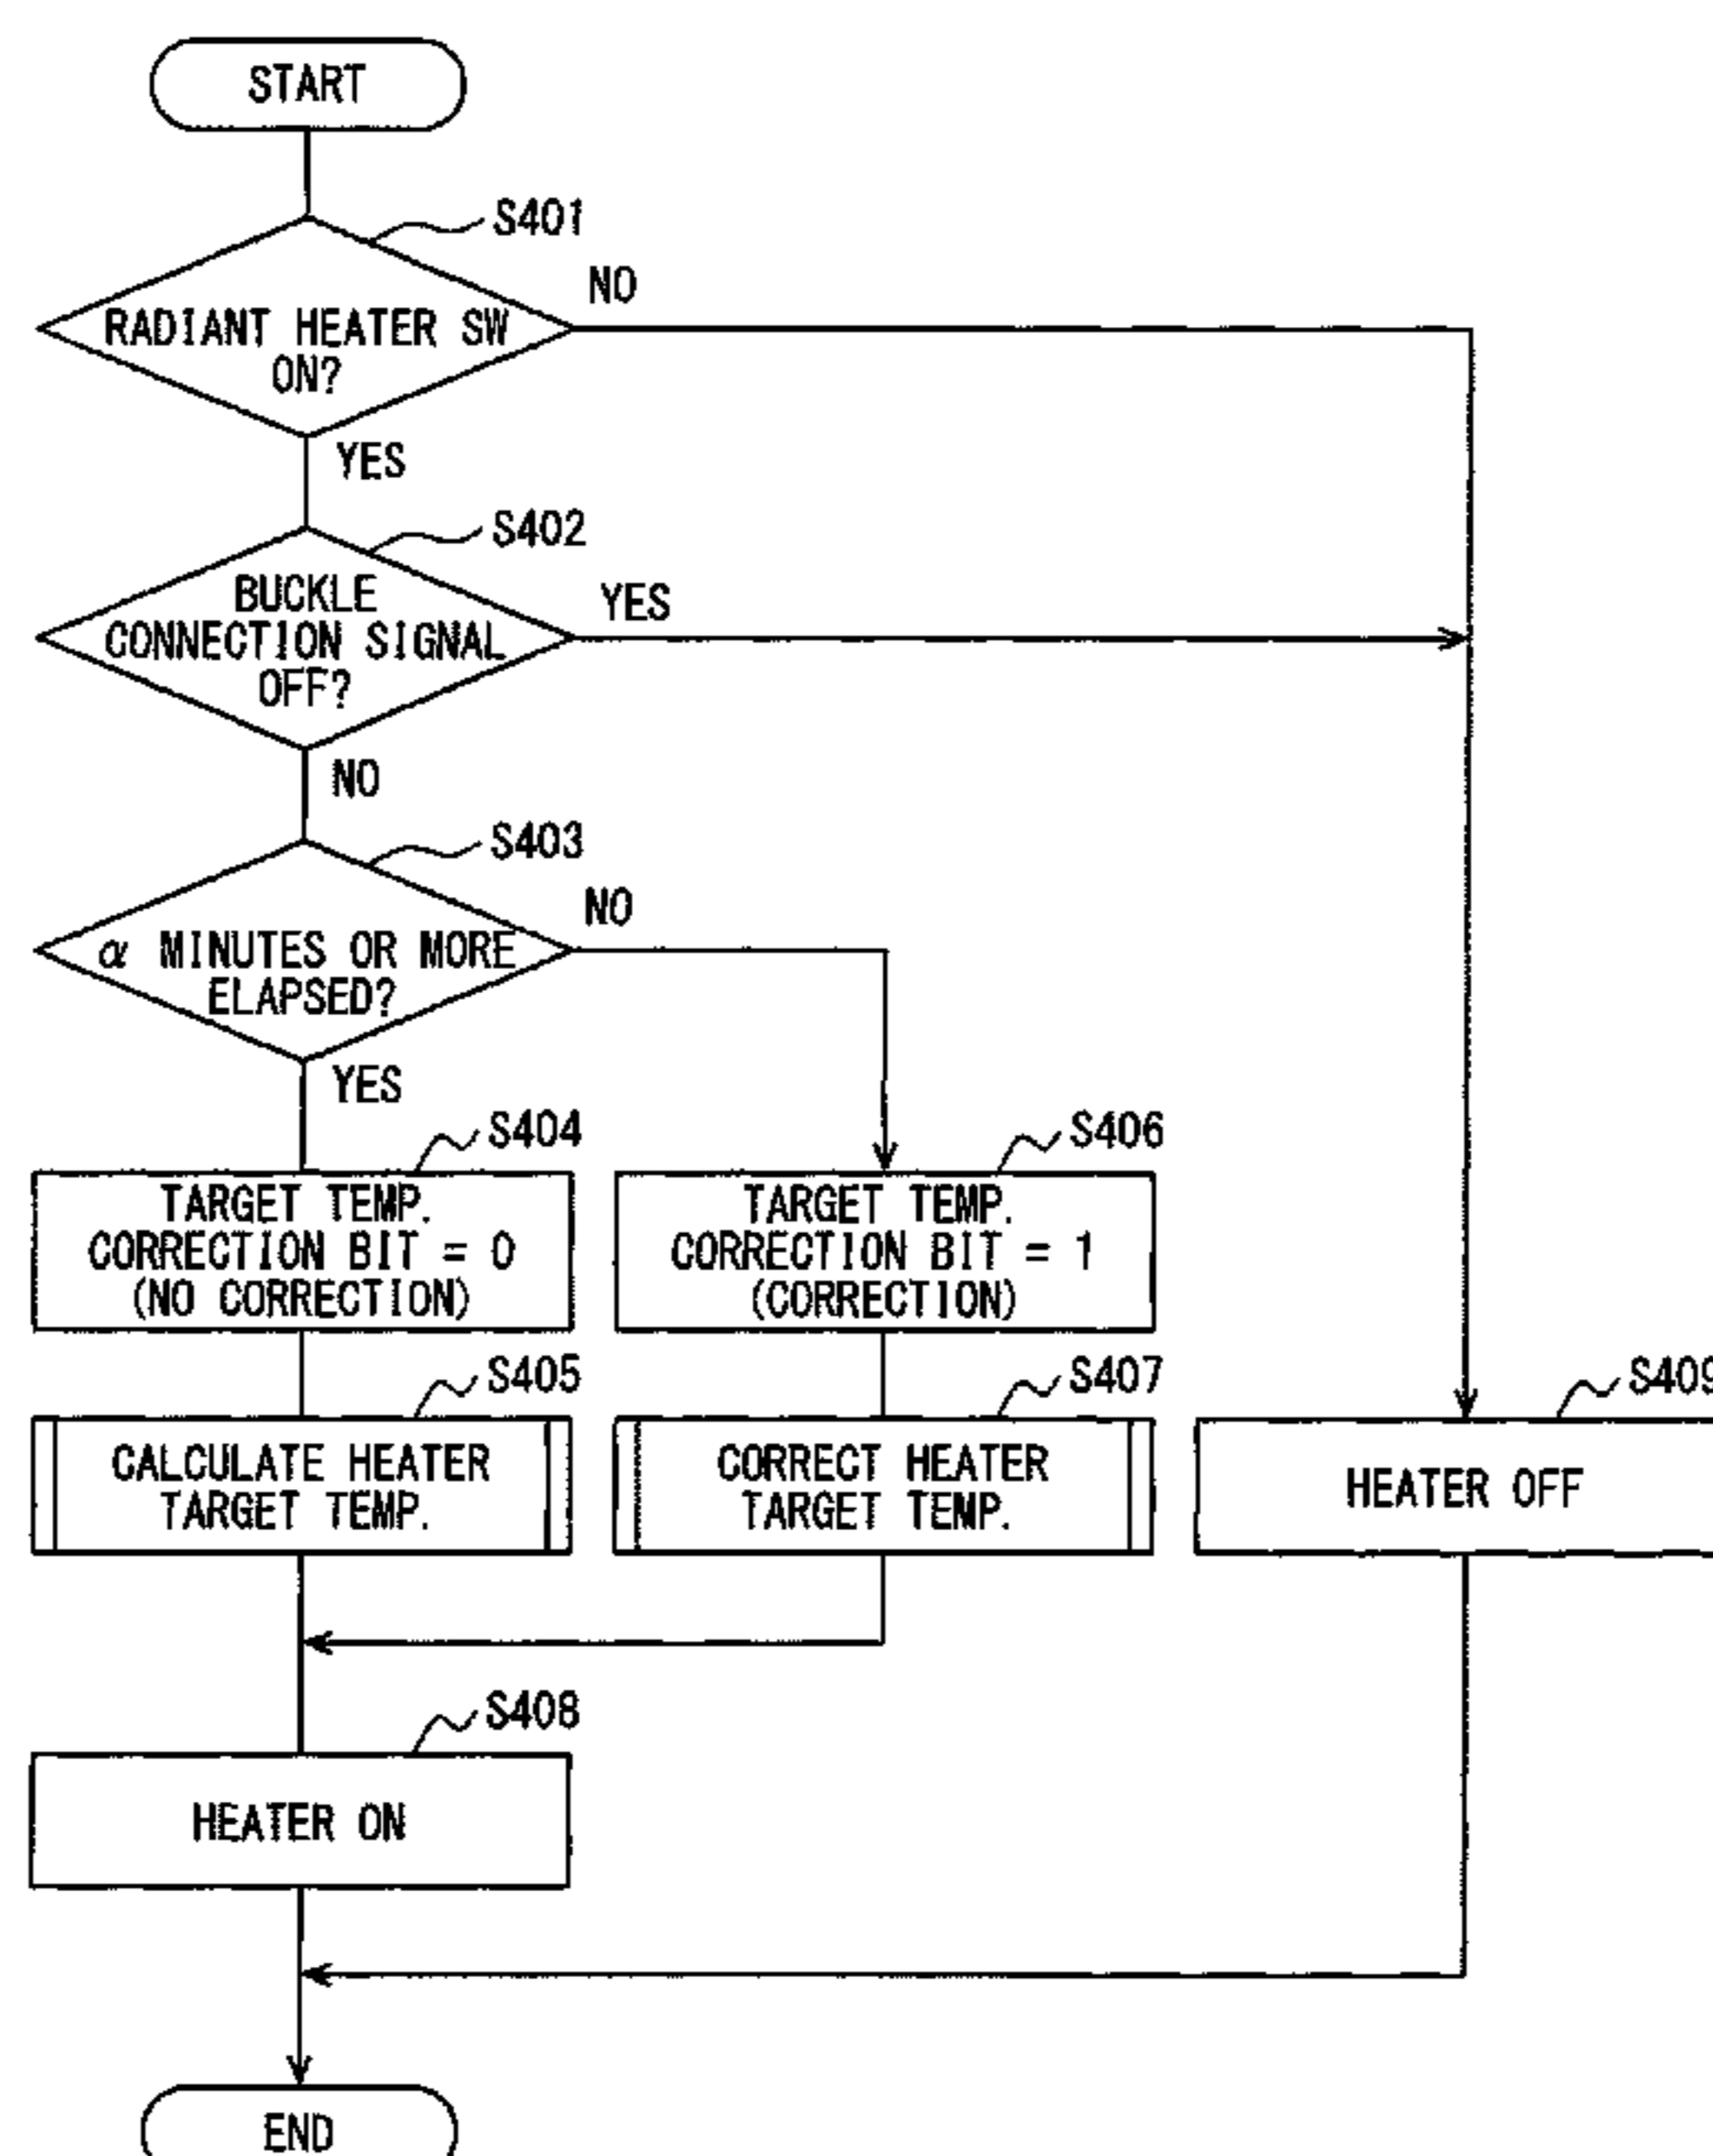 START
S401
RADIANT HEATER SW
ON?
NO
YES
S402
BUCKLE
CONNECTION SIGNAL
OFF?
YES
NO
S403
α MINUTES OR MORE
ELAPSED?
NO
YES
S404
TARGET TEMP.
CORRECTION BIT = 0
(NO CORRECTION)
S406
TARGET TEMP.
CORRECTION BIT = 1
(CORRECTION)
S405
CALCULATE HEATER
TARGET TEMP.
S407
CORRECT HEATER
TARGET TEMP.
S409
HEATER OFF
S408
HEATER ON
END